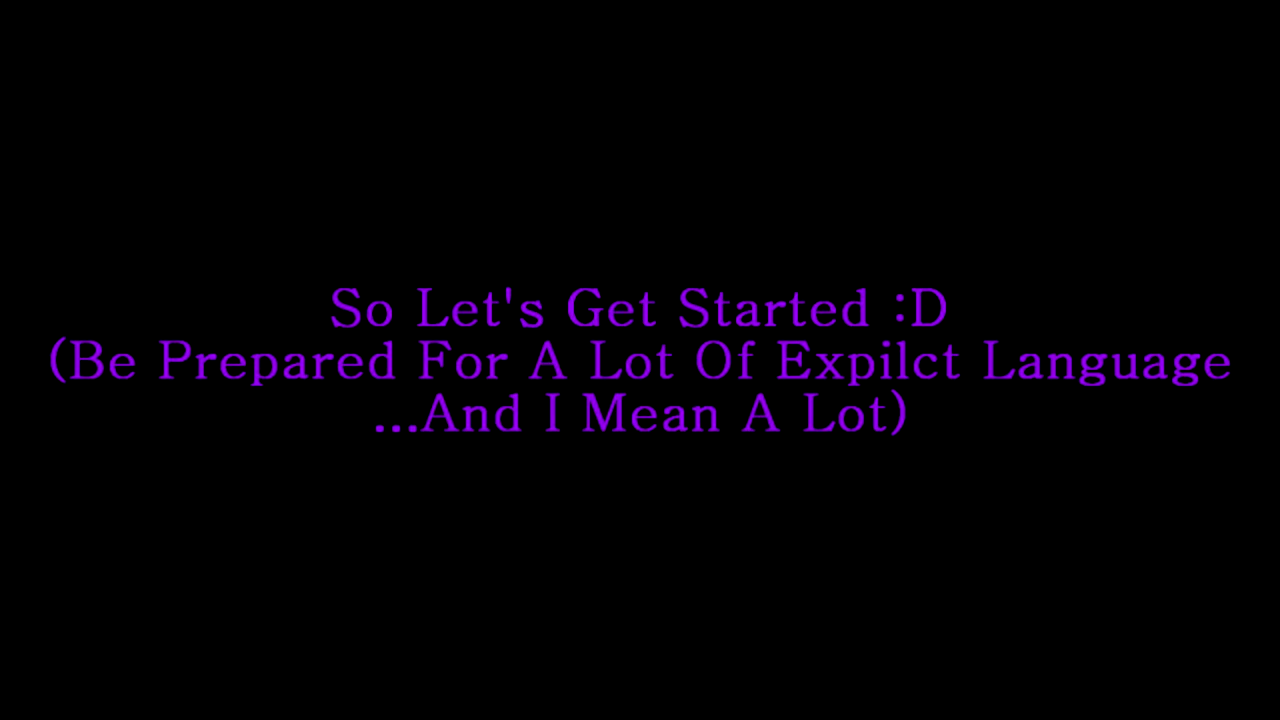 So Let's Get Started :D
(Be Prepared For A Lot Of Expilct Language
...And I Mean A Lot)